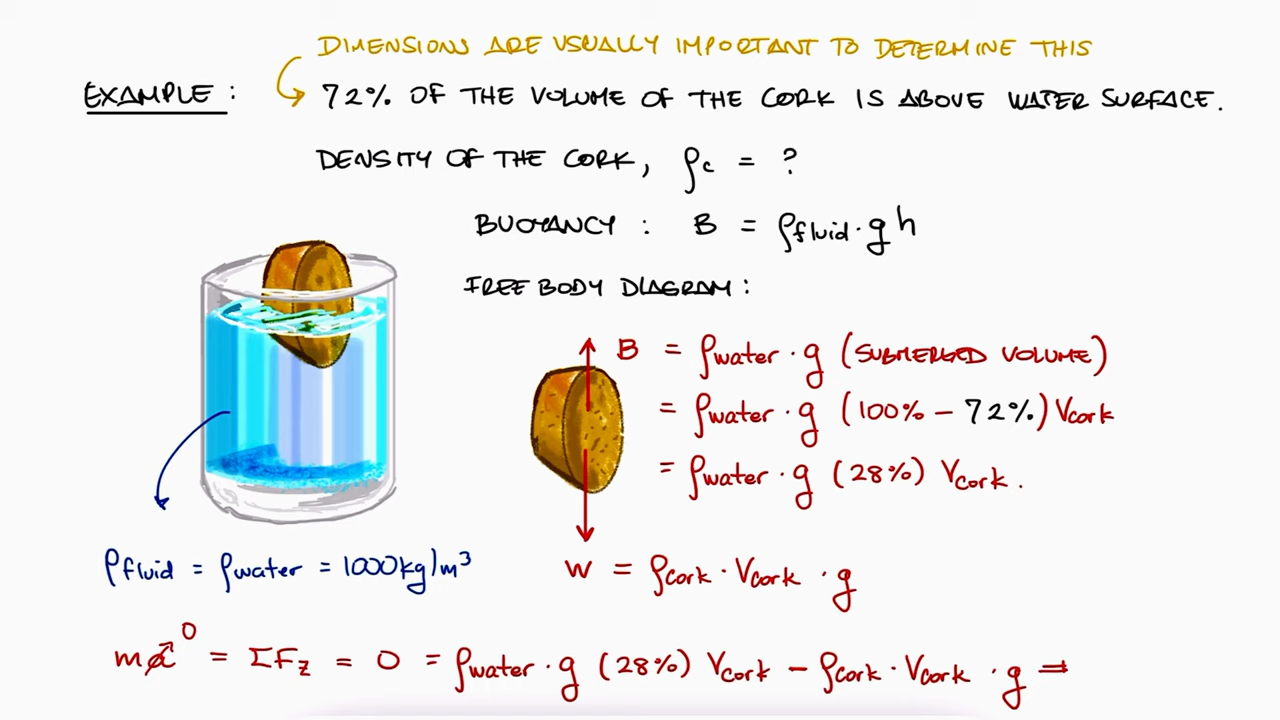 DIMENSIONS ARE USUALLY IMPORTANT TO DETERMINE THIS
EXAMPLE : 72% OF THE VOLUME OF THE CORK IS ABOVE WATER SURFACE.
DENSITY OF THE CORK, ρc = ?
BUOYANCY : B = ρfluid · g h
FREE BODY DIAGRAM :
B = ρwater · g (SUBMERGED VOLUME)
= ρwater · g (100% - 72%) Vcork
= ρwater · g (28%) Vcork .
ρfluid = ρwater = 1000kg/m³
W = ρcork · Vcork · g
ma⃗ 0 = ΣFz = 0 = ρwater · g (28%) Vcork - ρcork · Vcork · g ⇒